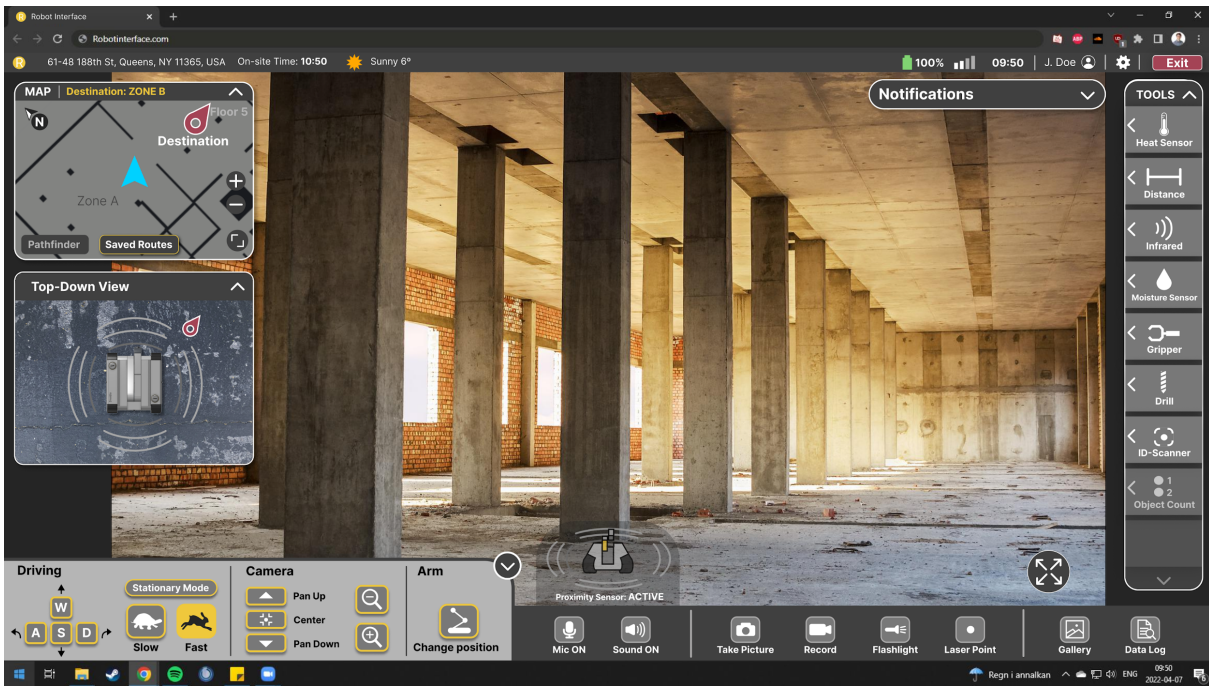 Robot Interface
Robotinterface.com
61-48 188th St, Queens, NY 11365, USA On-site Time: 10:50 Sunny 6° 100% 09:50 | J. Doe | Exit
MAP | Destination: ZONE B
N
Floor 5
Destination
Zone A
Pathfinder Saved Routes
Top-Down View
Notifications
TOOLS
Heat Sensor
Distance
Infrared
Moisture Sensor
Gripper
Drill
ID-Scanner
1
2
Object Count
Proximity Sensor: ACTIVE
Driving
W
A S D
Stationary Mode
Slow Fast
Camera
Pan Up
Center
Pan Down
Arm
Change position
Mic ON Sound ON Take Picture Record Flashlight Laser Point Gallery Data Log
Regn i annalkan ENG 09:50
2022-04-07